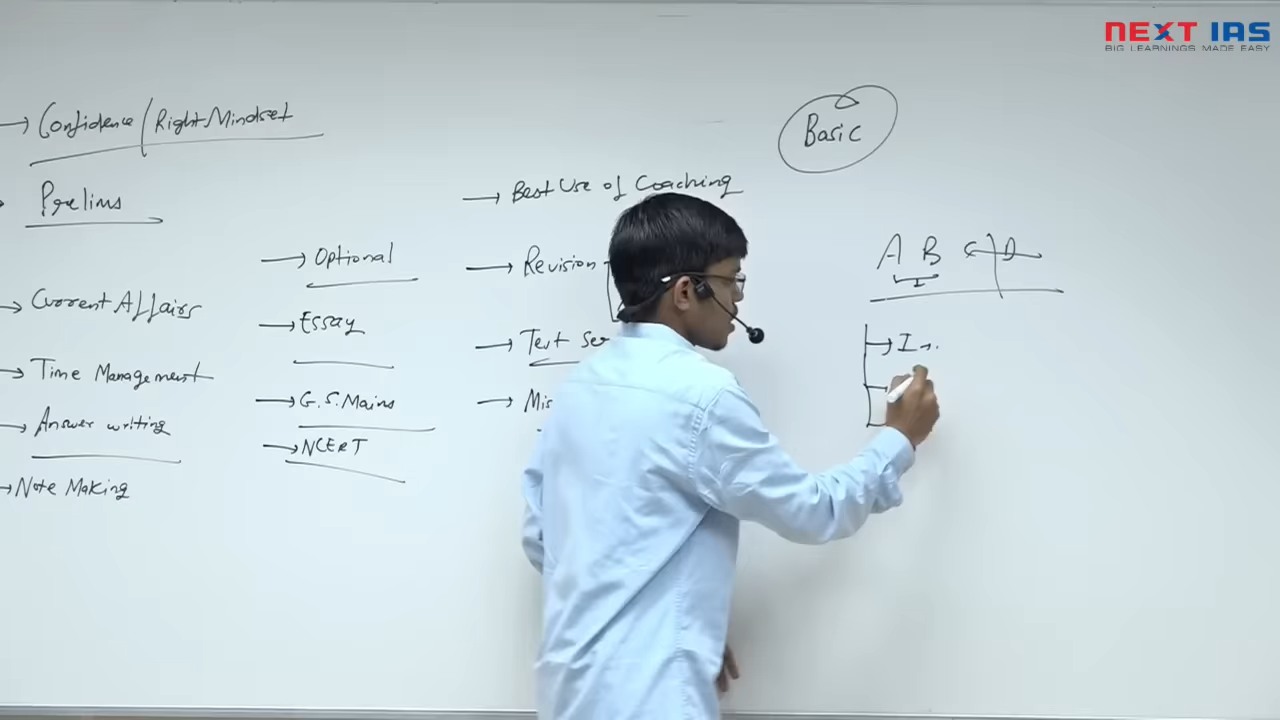 NEXT IAS
BIG LEARNINGS MADE EASY
→ Confidence / Right Mindset
Prelims
→ Current Affairs
→ Time Management
→ Answer writing
→ Note Making
→ Optional
→ Essay
→ G.S. Mains
→ NCERT
→ Best Use of Coaching
→ Revision
→ Test Ser
→ Mis
Basic
A B C D